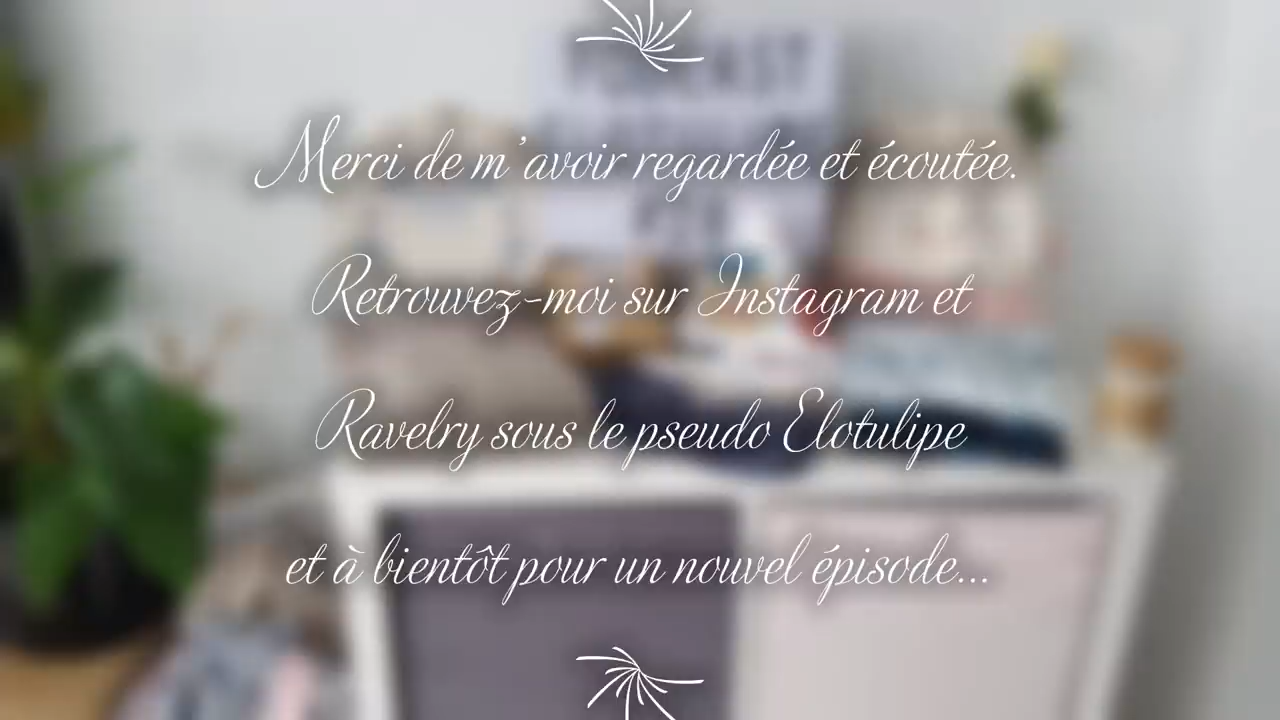 Merci de m'avoir regardée et écoutée.
Retrouvez-moi sur Instagram et
Ravelry sous le pseudo Elotulipe
et à bientôt pour un nouvel épisode...